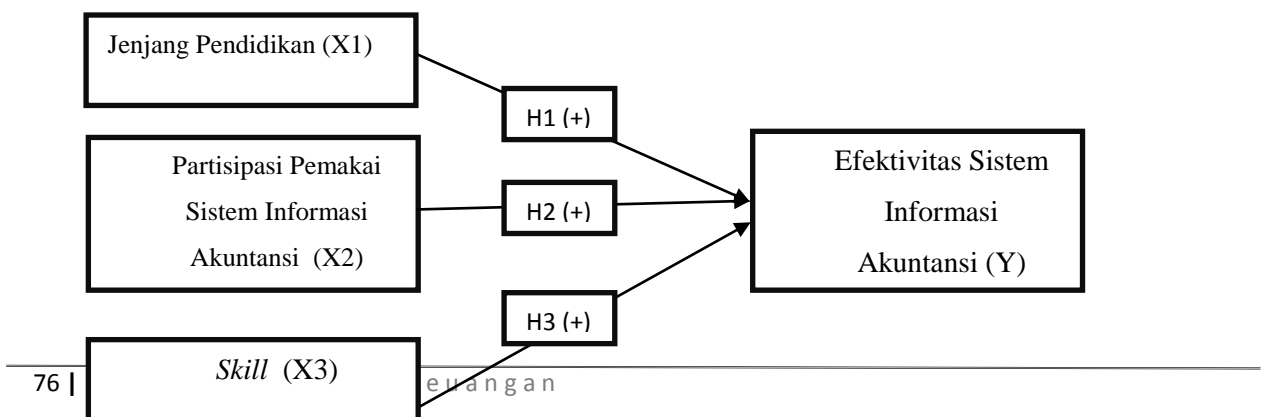 Jenjang Pendidikan (X1)
H1 (+)
Partisipasi Pemakai
Sistem Informasi
Akuntansi (X2)
H2 (+)
Efektivitas Sistem
Informasi
Akuntansi (Y)
H3 (+)
Skill (X3)
76 |
euangan